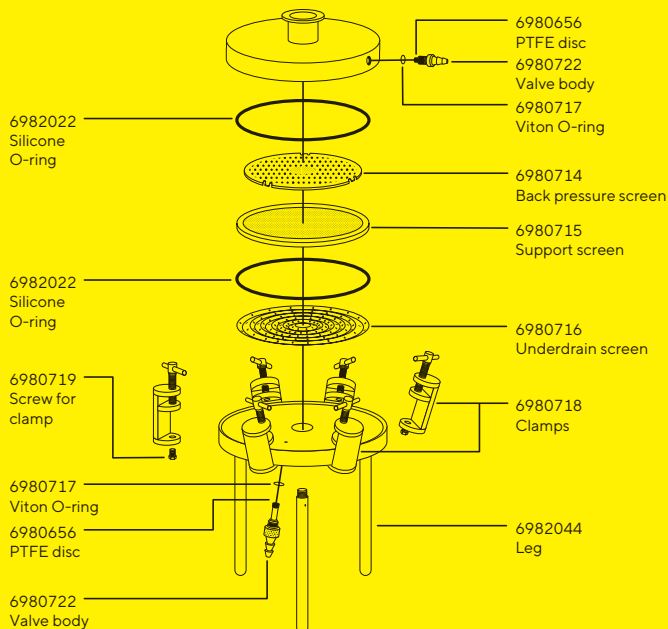 6980656
PTFE disc
6980722
Valve body
6980717
Viton O-ring
6982022
Silicone
O-ring
6980714
Back pressure screen
6980715
Support screen
6982022
Silicone
O-ring
6980716
Underdrain screen
6980719
Screw for
clamp
6980718
Clamps
6980717
Viton O-ring
6980656
PTFE disc
6982044
Leg
6980722
Valve body